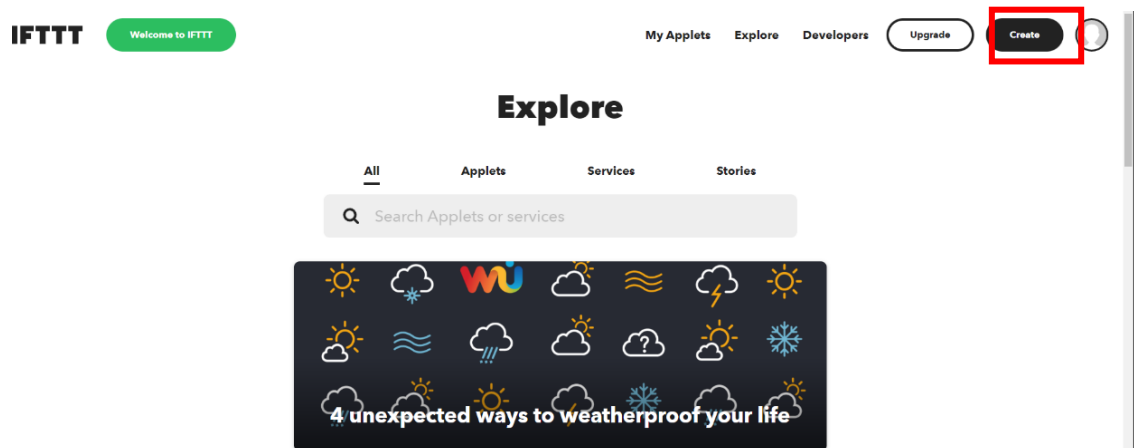 IFTTT Welcome to IFTTT My Applets Explore Developers Upgrade Create
Explore
All Applets Services Stories
Search Applets or services
WU
4 unexpected ways to weatherproof your life